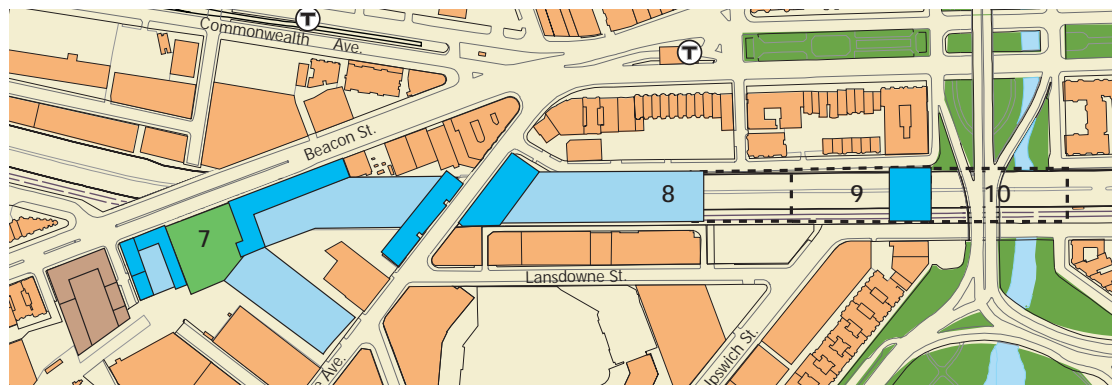 Commonwealth Ave.
T
T
Beacon St.
8
9
10
7
Lansdowne St.
Ipswich St.
Ave.